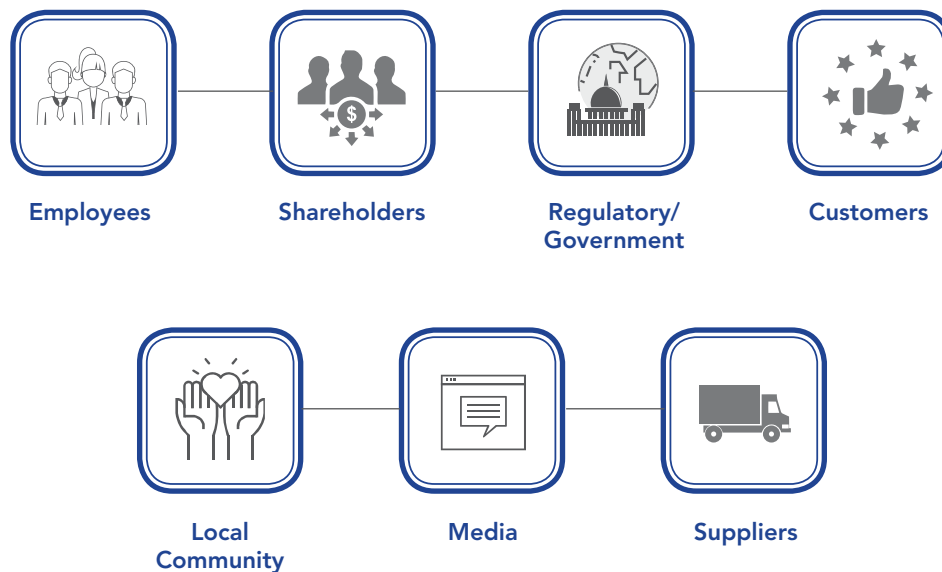 Employees
Shareholders
Regulatory/
Government
Customers
$
Local
Community
Media
Suppliers